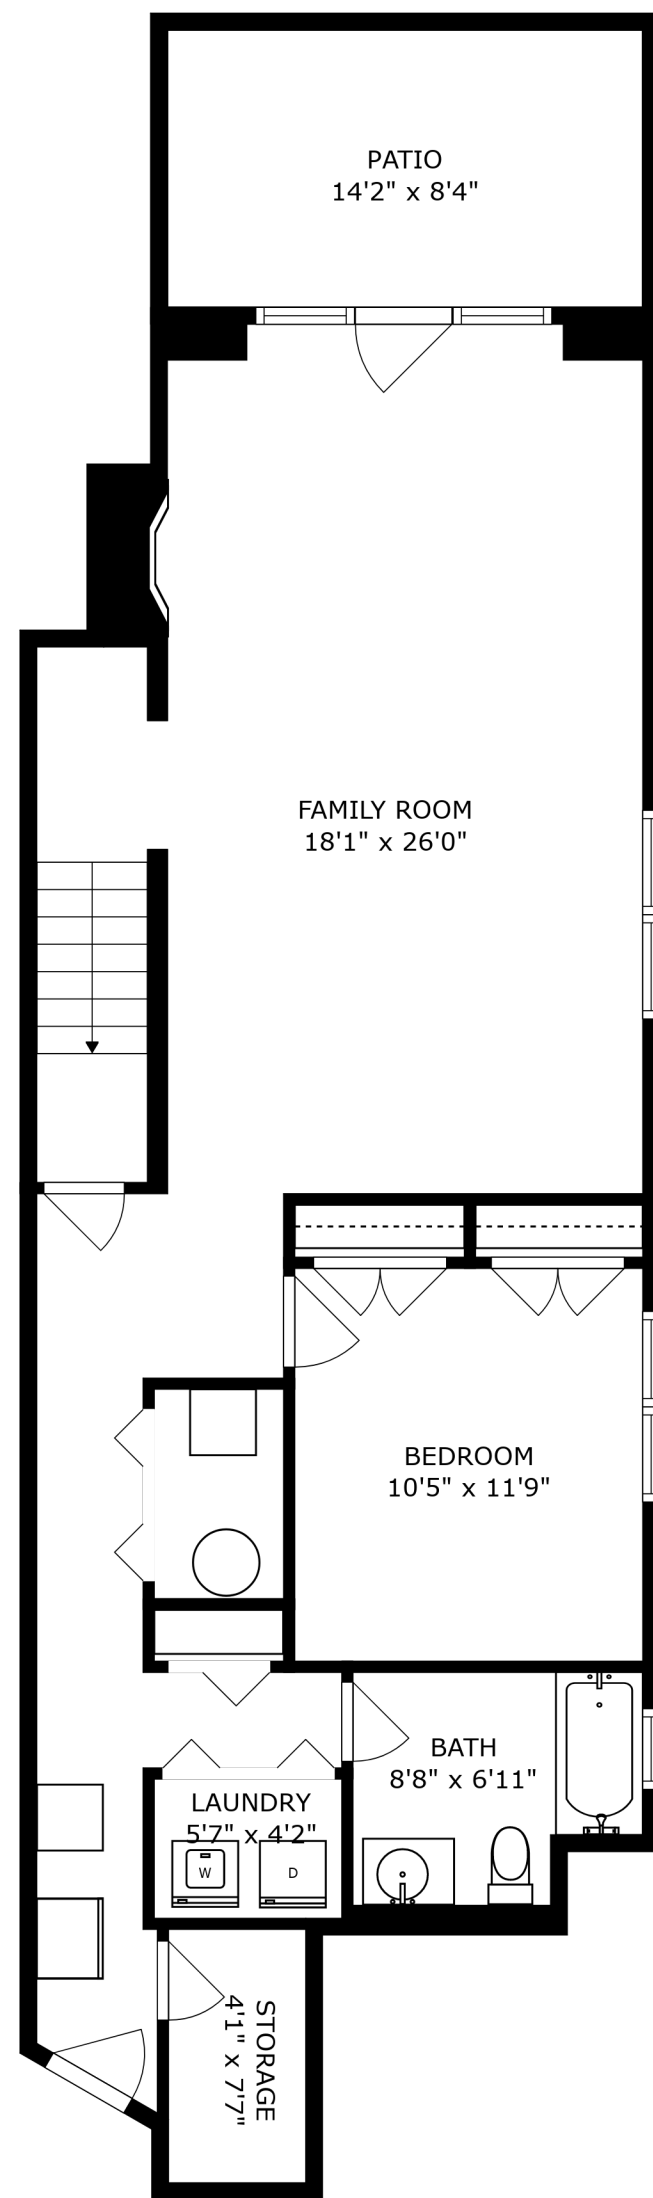 PATIO
14'2" x 8'4"
FAMILY ROOM
18'1" x 26'0"
BEDROOM
10'5" x 11'9"
BATH
8'8" x 6'11"
LAUNDRY
5'7" x 4'2"
W
D
STORAGE
4'1" x 7'7"